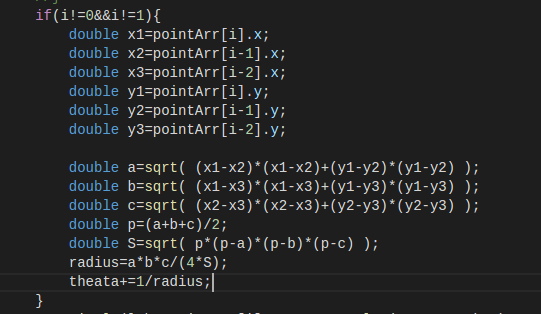 if(i!=0&&i!=1){
double x1=pointArr[i].x;
double x2=pointArr[i-1].x;
double x3=pointArr[i-2].x;
double y1=pointArr[i].y;
double y2=pointArr[i-1].y;
double y3=pointArr[i-2].y;
double a=sqrt( (x1-x2)*(x1-x2)+(y1-y2)*(y1-y2) );
double b=sqrt( (x1-x3)*(x1-x3)+(y1-y3)*(y1-y3) );
double c=sqrt( (x2-x3)*(x2-x3)+(y2-y3)*(y2-y3) );
double p=(a+b+c)/2;
double S=sqrt( p*(p-a)*(p-b)*(p-c) );
radius=a*b*c/(4*S);
theata+=1/radius;
}